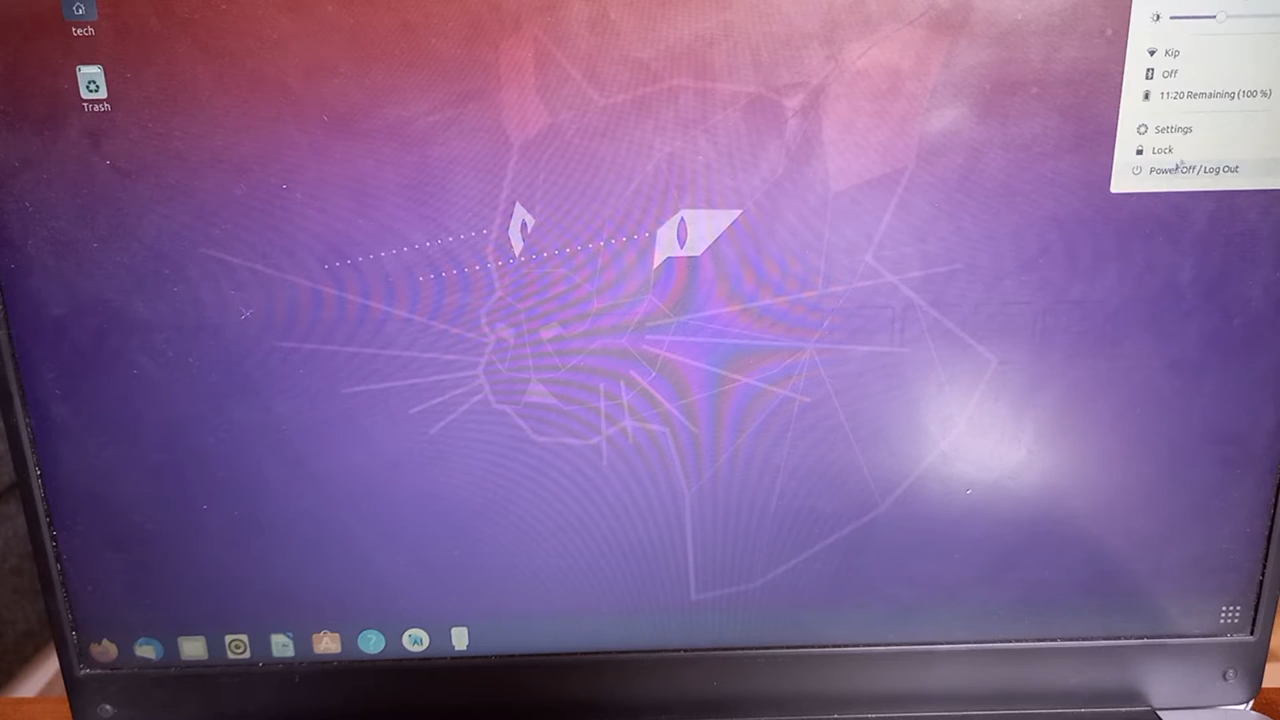 tech
Trash
Kip
Off
11:20 Remaining (100 %)
Settings
Lock
Power Off / Log Out